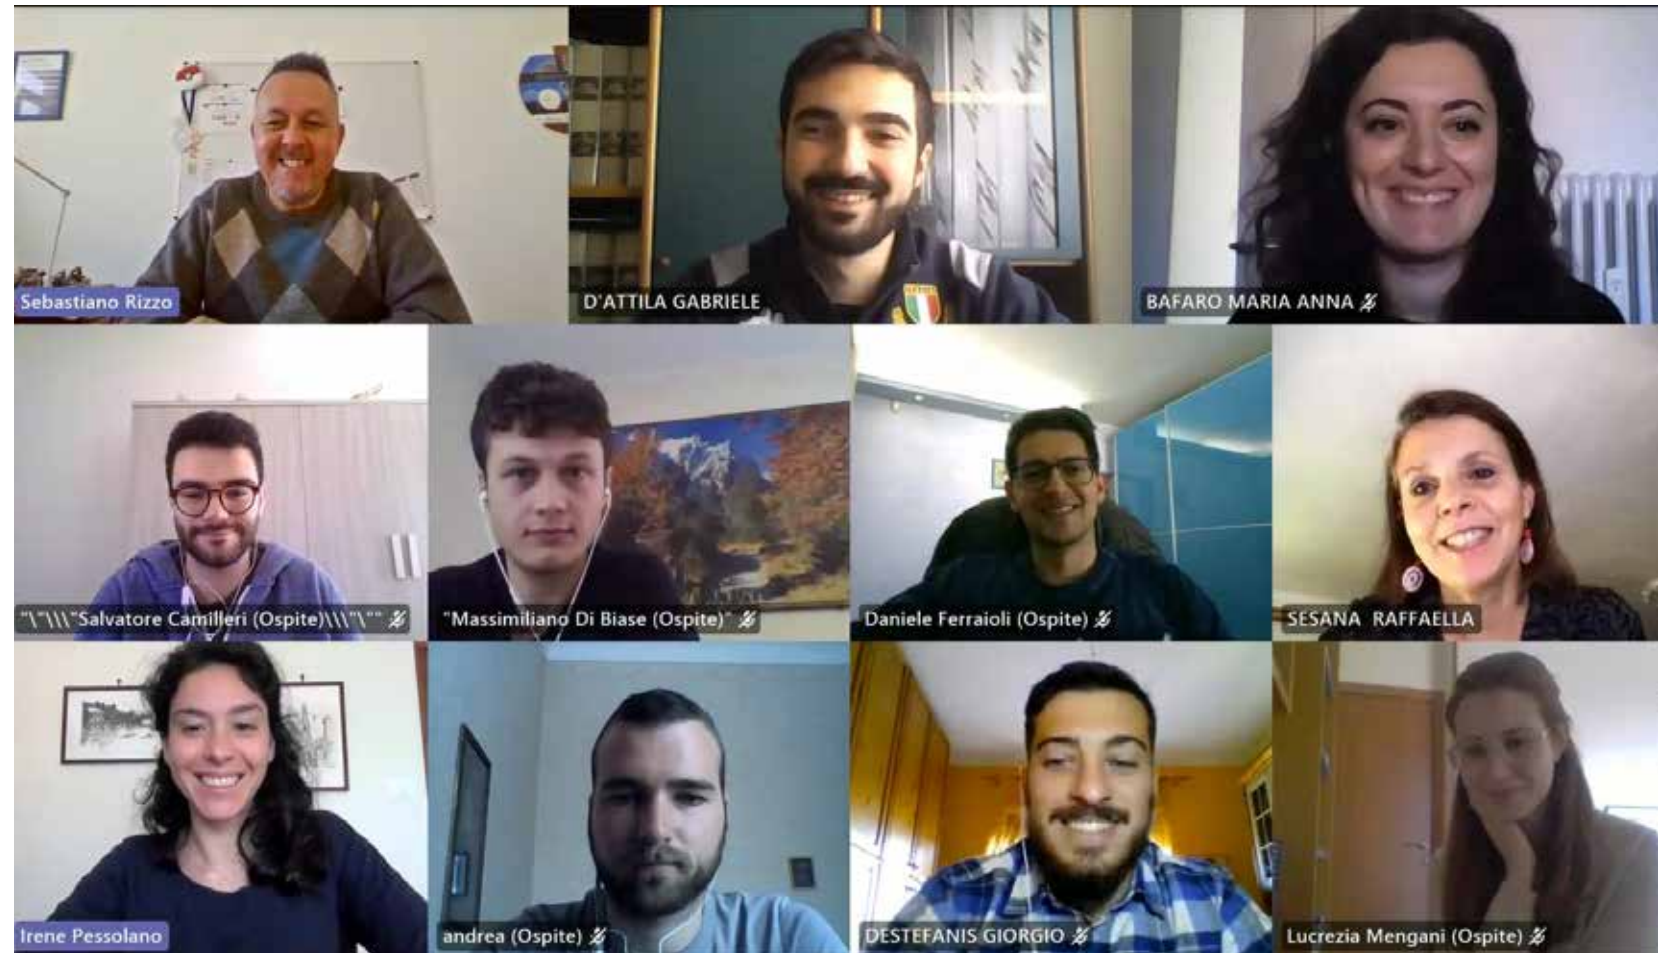 Sebastiano Rizzo
D'ATTILA GABRIELE
BAFARO MARIA ANNA
"\"\\\"Salvatore Camilleri (Ospite)\\\"\""
"Massimiliano Di Biase (Ospite)"
Daniele Ferraioli (Ospite)
SESANA RAFFAELLA
Irene Pessolano
andrea (Ospite)
DESTEFANIS GIORGIO
Lucrezia Mengani (Ospite)